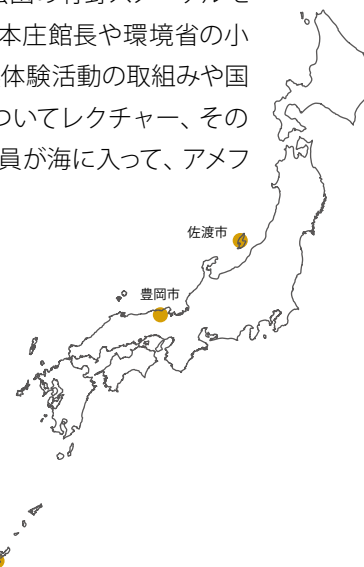 本庄館長や環境省の小
体験活動の取組みや国
ついてレクチャー、その
員が海に入って、アメフ
佐渡市
豊岡市